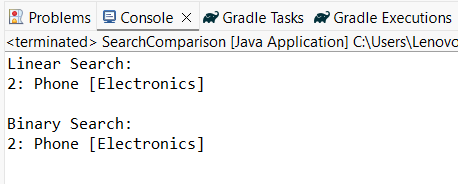 Problems Console Gradle Tasks Gradle Executions
<terminated> SearchComparison [Java Application] C:\Users\Lenovo
Linear Search:
2: Phone [Electronics]
Binary Search:
2: Phone [Electronics]